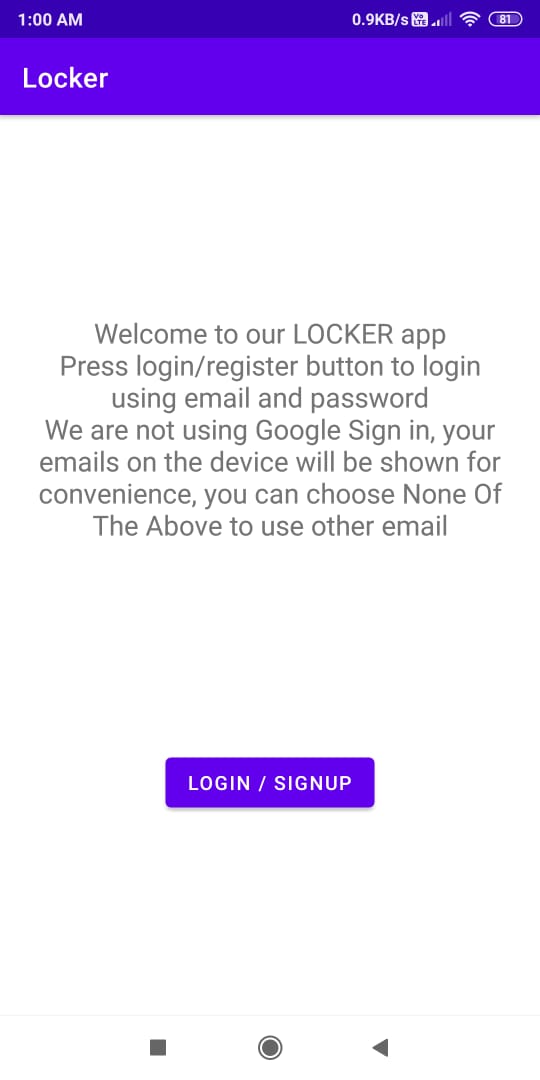 1:00 AM 0.9KB/s Vo LTE 81
Locker
Welcome to our LOCKER app
Press login/register button to login
using email and password
We are not using Google Sign in, your
emails on the device will be shown for
convenience, you can choose None Of
The Above to use other email
LOGIN / SIGNUP